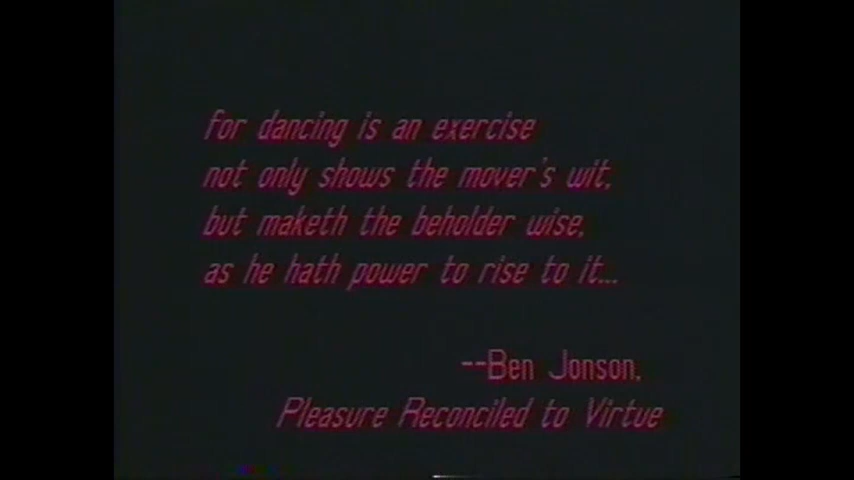 for dancing is an exercise
not only shows the mover's wit,
but maketh the beholder wise,
as he hath power to rise to it...
--Ben Jonson,
Pleasure Reconciled to Virtue